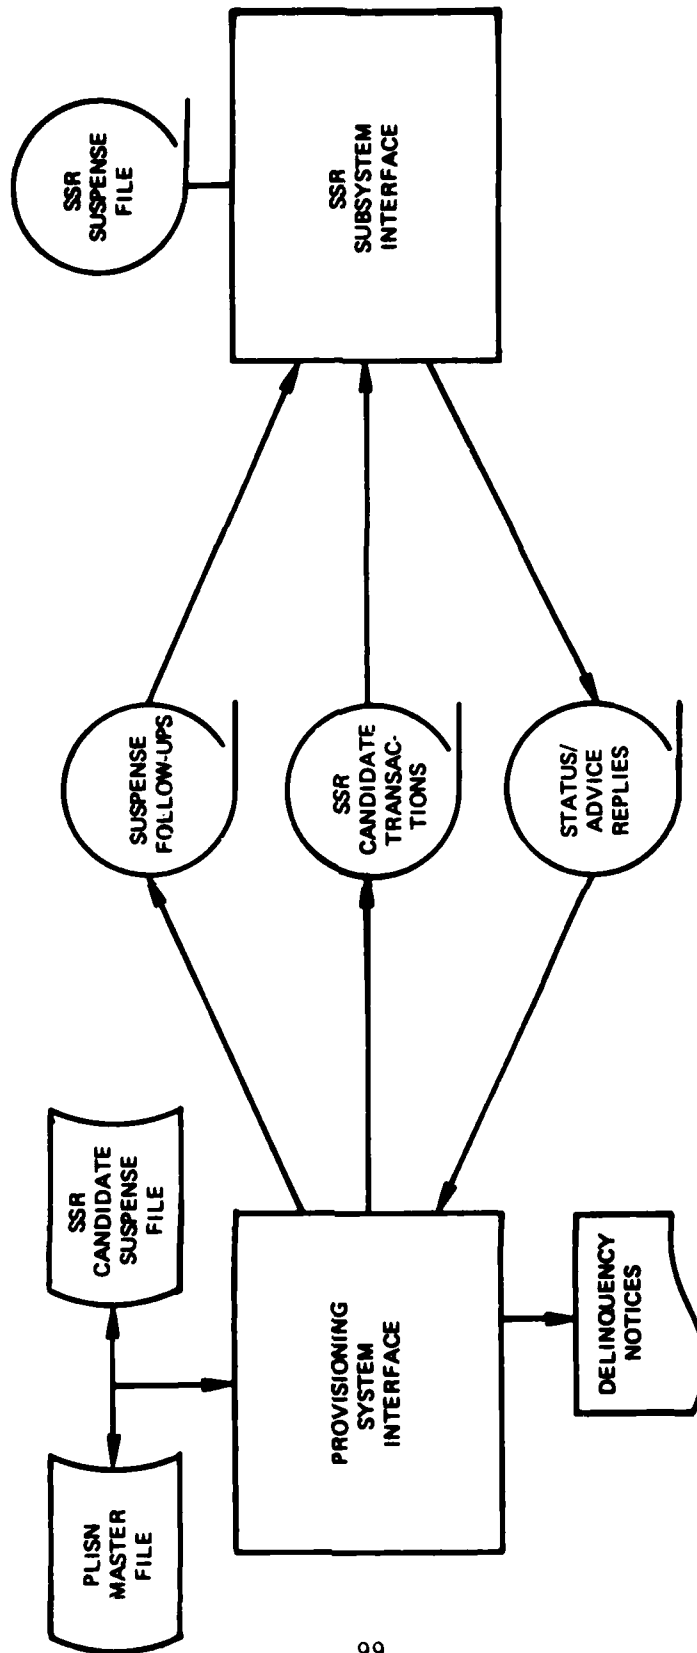 PLISN
MASTER
FILE
SSR
CANDIDATE
SUSPENSE
FILE
PROVISIONING
SYSTEM
INTERFACE
DELINQUENCY
NOTICES
SUSPENSE
FOLLOW-UPS
SSR
CANDIDATE
TRANSAC-
TIONS
STATUS/
ADVICE
REPLIES
SSR
SUSPENSE
FILE
SSR
SUBSYSTEM
INTERFACE
99